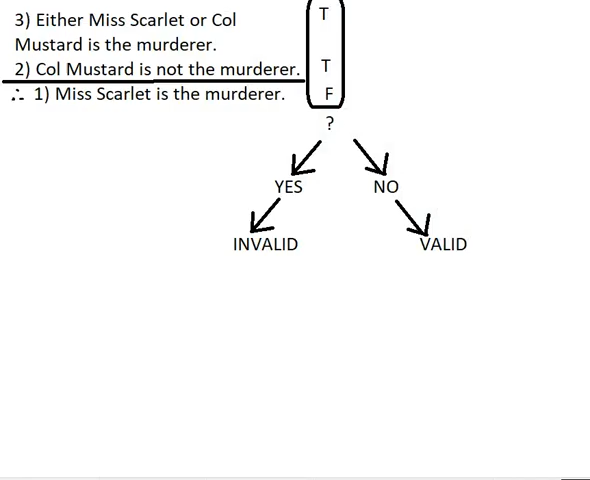 3) Either Miss Scarlet or Col T
Mustard is the murderer.
2) Col Mustard is not the murderer. T
∴ 1) Miss Scarlet is the murderer. F
?
YES NO
INVALID VALID